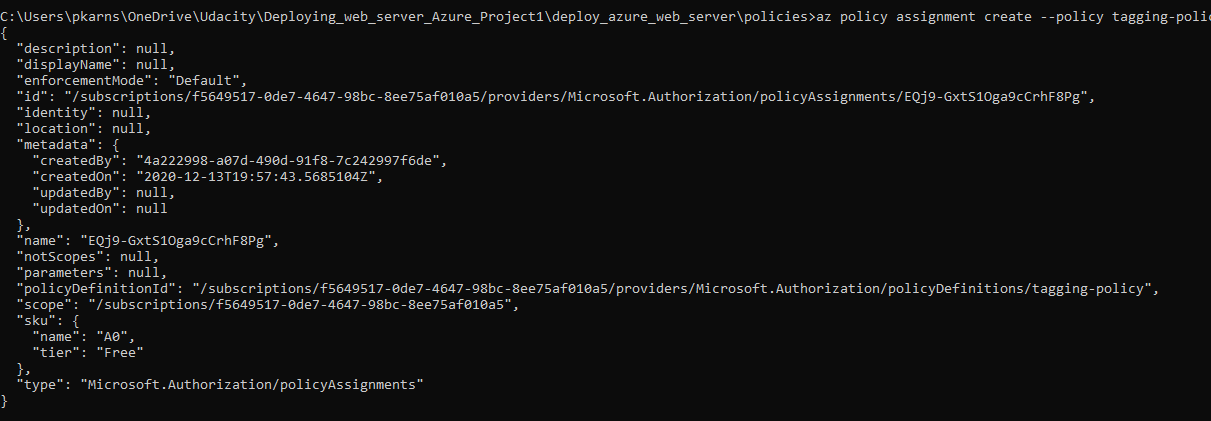 C:\Users\pkarns\OneDrive\Udacity\Deploying_web_server_Azure_Project1\deploy_azure_web_server\policies>az policy assignment create --policy tagging-polic
{
  "description": null,
  "displayName": null,
  "enforcementMode": "Default",
  "id": "/subscriptions/f5649517-0de7-4647-98bc-8ee75af010a5/providers/Microsoft.Authorization/policyAssignments/EQj9-GxtS1Oga9cCrhF8Pg",
  "identity": null,
  "location": null,
  "metadata": {
    "createdBy": "4a222998-a07d-490d-91f8-7c242997f6de",
    "createdOn": "2020-12-13T19:57:43.5685104Z",
    "updatedBy": null,
    "updatedOn": null
  },
  "name": "EQj9-GxtS1Oga9cCrhF8Pg",
  "notScopes": null,
  "parameters": null,
  "policyDefinitionId": "/subscriptions/f5649517-0de7-4647-98bc-8ee75af010a5/providers/Microsoft.Authorization/policyDefinitions/tagging-policy",
  "scope": "/subscriptions/f5649517-0de7-4647-98bc-8ee75af010a5",
  "sku": {
    "name": "A0",
    "tier": "Free"
  },
  "type": "Microsoft.Authorization/policyAssignments"
}